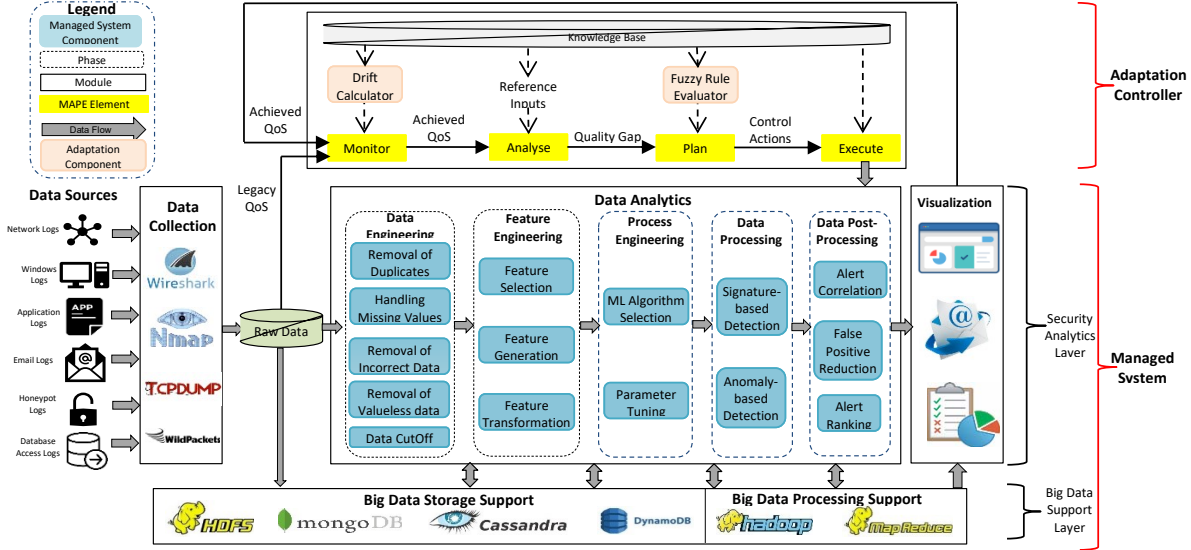 Legend
Managed System
Component
Phase
Module
MAPE Element
Data Flow
Adaptation
Component
Knowledge Base
Drift
Calculator
Reference
Inputs
Fuzzy Rule
Evaluator
Achieved
QoS
Achieved
QoS
Quality Gap
Control
Actions
Monitor
Analyse
Plan
Execute
Adaptation
Controller
Legacy
QoS
Data Sources
Network Logs
Windows
Logs
Application
Logs
APP
Email Logs
Honeypot
Logs
Database
Access Logs
Data
Collection
Wireshark
Nmap
TCPDUMP
WildPackets
Raw Data
Data Analytics
Data
Engineering
Removal of
Duplicates
Handling
Missing Values
Removal of
Incorrect Data
Removal of
Valueless data
Data CutOff
Feature
Engineering
Feature
Selection
Feature
Generation
Feature
Transformation
Process
Engineering
ML Algorithm
Selection
Parameter
Tuning
Data
Processing
Signature-
based
Detection
Anomaly-
based
Detection
Data Post-
Processing
Alert
Correlation
False
Positive
Reduction
Alert
Ranking
Visualization
Security
Analytics
Layer
Managed
System
Big Data Storage Support
HDFS
mongoDB
Cassandra
DynamoDB
Big Data Processing Support
hadoop
Map Reduce
Big Data
Support
Layer